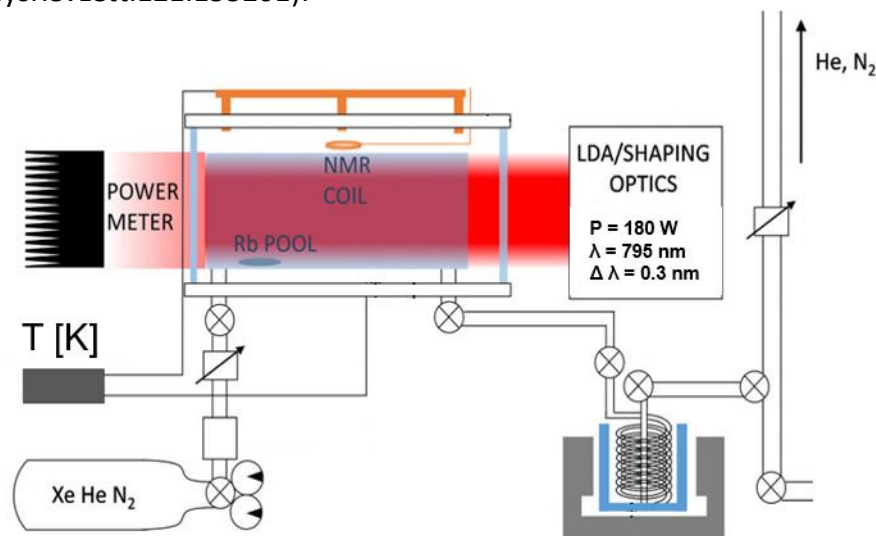 He, N₂
LDA/SHAPING
OPTICS
P = 180 W
λ = 795 nm
Δ λ = 0.3 nm
NMR
COIL
POWER
METER
Rb POOL
T [K]
Xe He N₂